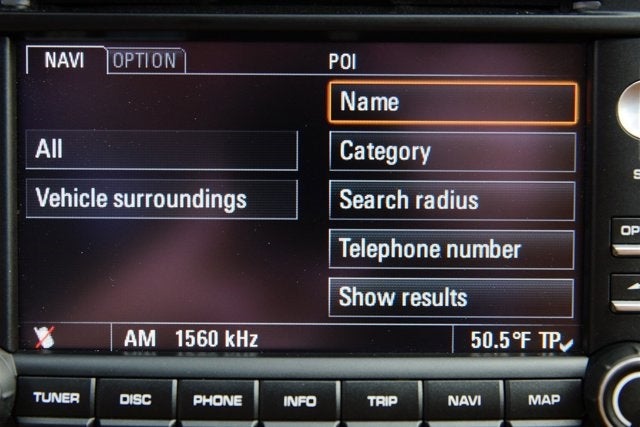 NAVI OPTION POI
Name
All Category
Vehicle surroundings Search radius
Telephone number
Show results
AM 1560 kHz 50.5°F TP
TUNER DISC PHONE INFO TRIP NAVI MAP